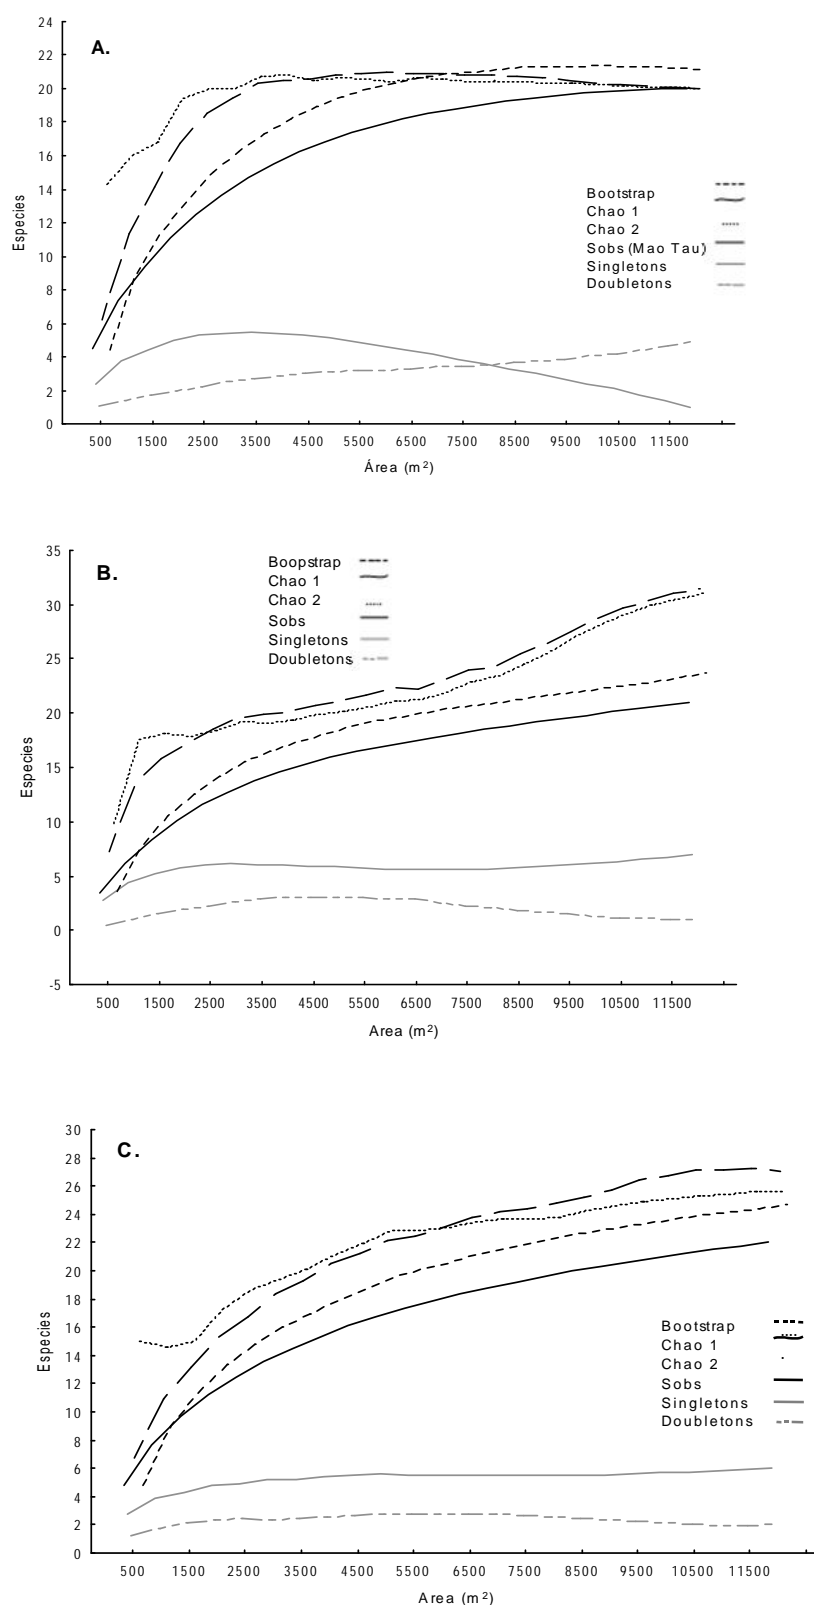 A.
24
22
20
18
16
14
12
10
8
6
4
2
0
Especies
Bootstrap
Chao 1
Chao 2
Sobs (Mao Tau)
Singletons
Doubletons
500 1500 2500 3500 4500 5500 6500 7500 8500 9500 10500 11500
Área (m²)
B.
35
30
25
20
15
10
5
0
-5
Especies
Boopstrap
Chao 1
Chao 2
Sobs
Singletons
Doubletons
500 1500 2500 3500 4500 5500 6500 7500 8500 9500 10500 11500
Area (m²)
C.
30
28
26
24
22
20
18
16
14
12
10
8
6
4
2
0
Especies
Bootstrap
Chao 1
Chao 2
Sobs
Singletons
Doubletons
500 1500 2500 3500 4500 5500 6500 7500 8500 9500 10500 11500
Area (m²)